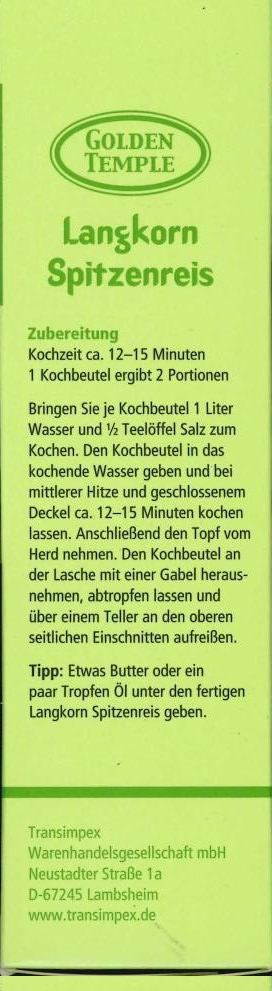 GOLDEN
TEMPLE
Langkorn
Spitzenreis
Zubereitung
Kochzeit ca. 12–15 Minuten
1 Kochbeutel ergibt 2 Portionen
Bringen Sie je Kochbeutel 1 Liter
Wasser und ½ Teelöffel Salz zum
Kochen. Den Kochbeutel in das
kochende Wasser geben und bei
mittlerer Hitze und geschlossenem
Deckel ca. 12–15 Minuten kochen
lassen. Anschließend den Topf vom
Herd nehmen. Den Kochbeutel an
der Lasche mit einer Gabel heraus-
nehmen, abtropfen lassen und
über einem Teller an den oberen
seitlichen Einschnitten aufreißen.
Tipp: Etwas Butter oder ein
paar Tropfen Öl unter den fertigen
Langkorn Spitzenreis geben.
Transimpex
Warenhandelsgesellschaft mbH
Neustadter Straße 1a
D-67245 Lambsheim
www.transimpex.de